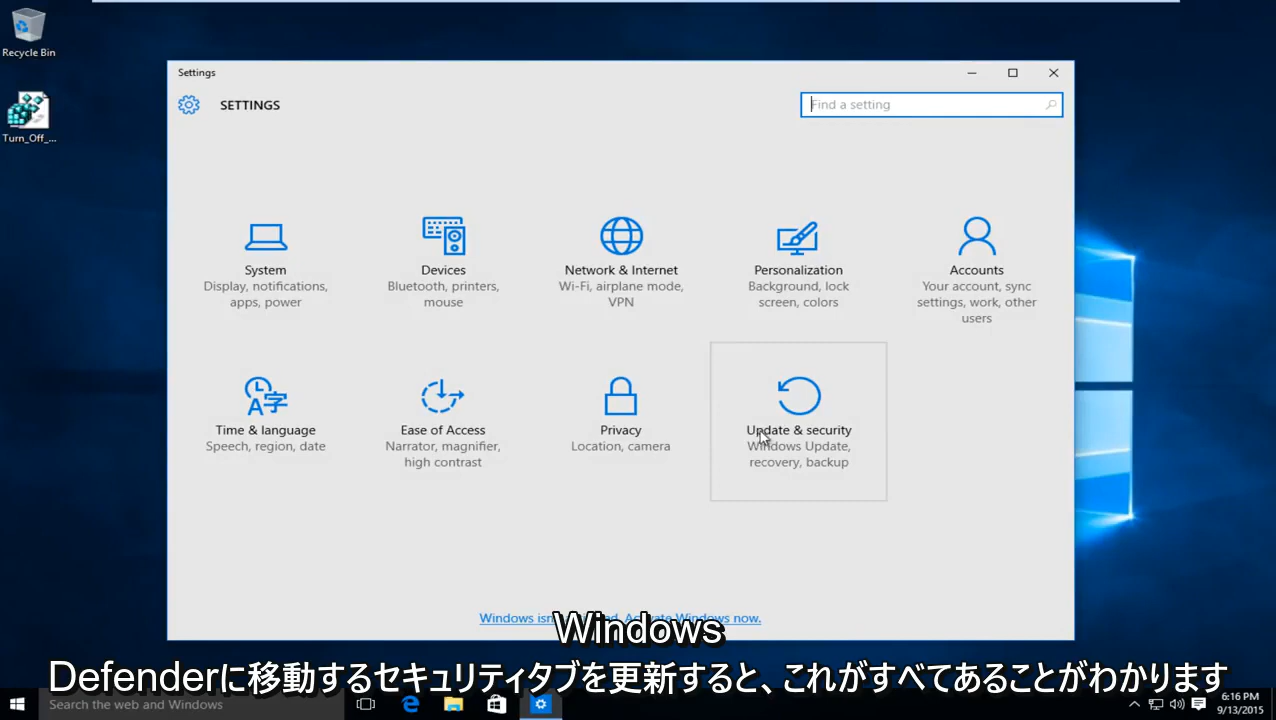 Recycle Bin
Turn_Off_...
Settings
SETTINGS
Find a setting
System
Display, notifications,
apps, power
Devices
Bluetooth, printers,
mouse
Network & Internet
Wi-Fi, airplane mode,
VPN
Personalization
Background, lock
screen, colors
Accounts
Your account, sync
settings, work, other
users
Time & language
Speech, region, date
Ease of Access
Narrator, magnifier,
high contrast
Privacy
Location, camera
Update & security
Windows Update,
recovery, backup
Windows Windows now.
Windows
Defenderに移動するセキュリティタブを更新すると、これがすべてあることがわかります
Search the web and Windows
6:16 PM
9/13/2015